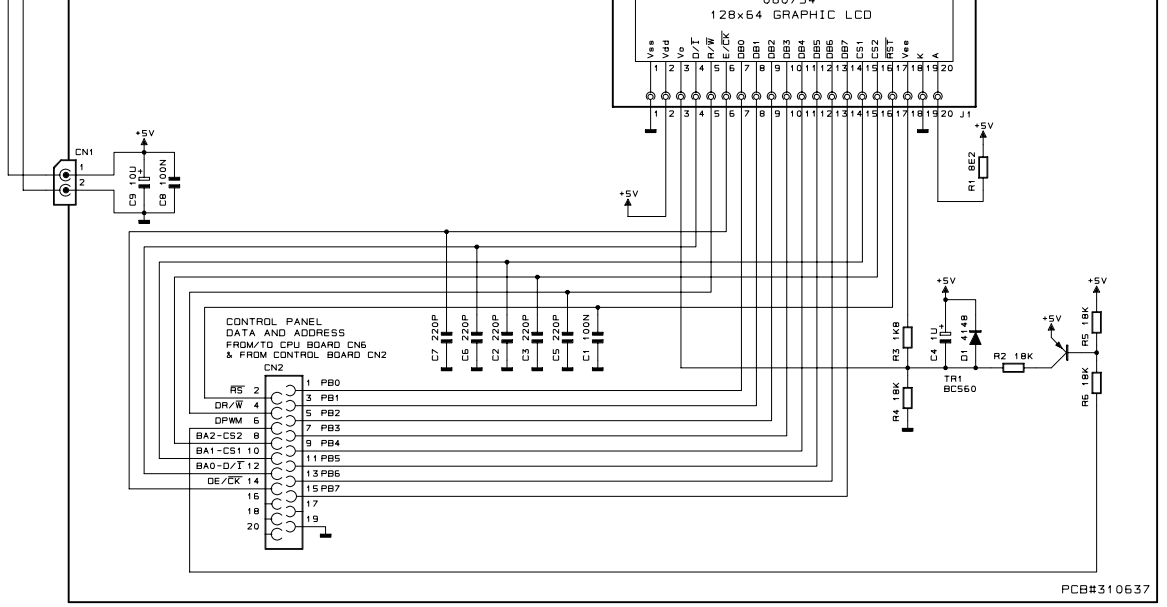 128x64 GRAPHIC LCD
Vss Vdd Vo D/I R/W E/CK DB0 DB1 DB2 DB3 DB4 DB5 DB6 DB7 CS1 CS2 RST Vee K A
1 2 3 4 5 6 7 8 9 10 11 12 13 14 15 16 17 18 19 20
1 2 3 4 5 6 7 8 9 10 11 12 13 14 15 16 17 18 19 20
J1
+5V
R1 8E2
+5V
CN1
1
2
C9 10U
+
C8 100N
+5V
C7 220P
C6 220P
C2 220P
C3 220P
C5 220P
C1 100N
CONTROL PANEL
DATA AND ADDRESS
FROM/TO CPU BOARD CN6
& FROM CONTROL BOARD CN2
CN2
RS 2
DR/W 4
DPWM 6
BA2-CS2 8
BA1-CS1 10
BA0-D/I 12
DE/CK 14
16
18
20
1 PB0
3 PB1
5 PB2
7 PB3
9 PB4
11 PB5
13 PB6
15 PB7
17
19
+5V
R3 1K8
C4 1U
+
D1 4148
R2 18K
+5V
+5V
R5 18K
R6 18K
TR1
BC560
R4 18K
PCB#310637